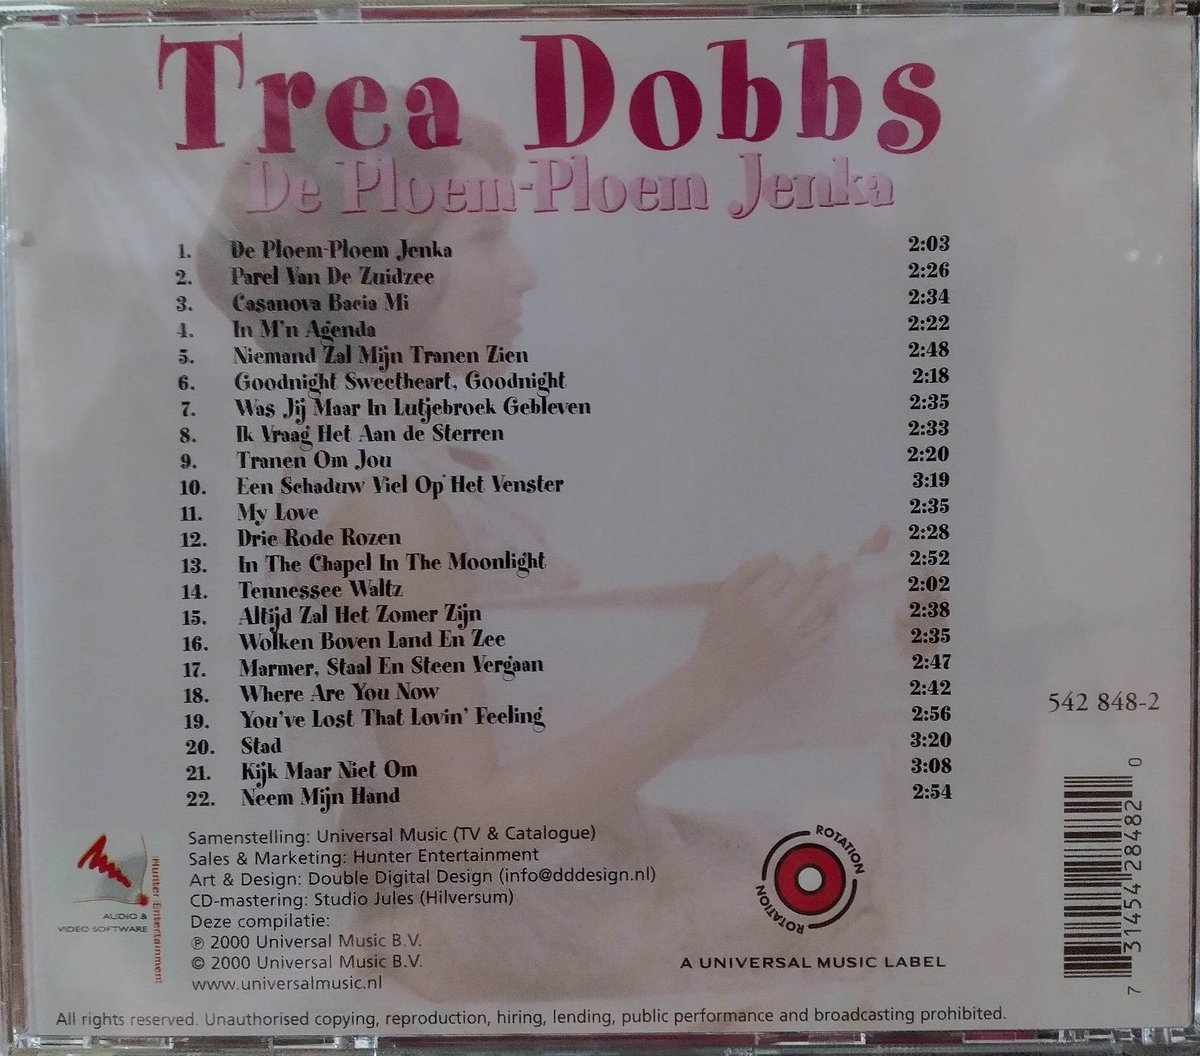 Trea Dobbs
De Ploem-Ploem Jenka
1. De Ploem-Ploem Jenka 2:03
2. Parel Van De Zuidzee 2:26
3. Casanova Bacia Mi 2:34
4. In M'n Agenda 2:22
5. Niemand Zal Mijn Tranen Zien 2:48
6. Goodnight Sweetheart, Goodnight 2:18
7. Was Jij Maar In Lutjebroek Gebleven 2:35
8. Ik Vraag Het Aan de Sterren 2:33
9. Tranen Om Jou 2:20
10. Een Schaduw Viel Op Het Venster 3:19
11. My Love 2:35
12. Drie Rode Rozen 2:28
13. In The Chapel In The Moonlight 2:52
14. Tennessee Waltz 2:02
15. Altijd Zal Het Zomer Zijn 2:38
16. Wolken Boven Land En Zee 2:35
17. Marmer, Staal En Steen Vergaan 2:47
18. Where Are You Now 2:42
19. You've Lost That Lovin' Feeling 2:56
20. Stad 3:20
21. Kijk Maar Niet Om 3:08
22. Neem Mijn Hand 2:54
542 848-2
7 31454 28482 0
Hunter Entertainment
AUDIO &
VIDEO SOFTWARE
Samenstelling: Universal Music (TV & Catalogue)
Sales & Marketing: Hunter Entertainment
Art & Design: Double Digital Design (info@dddesign.nl)
CD-mastering: Studio Jules (Hilversum)
Deze compilatie:
℗ 2000 Universal Music B.V.
© 2000 Universal Music B.V.
www.universalmusic.nl
ROTATION
ROTATION
A UNIVERSAL MUSIC LABEL
All rights reserved. Unauthorised copying, reproduction, hiring, lending, public performance and broadcasting prohibited.